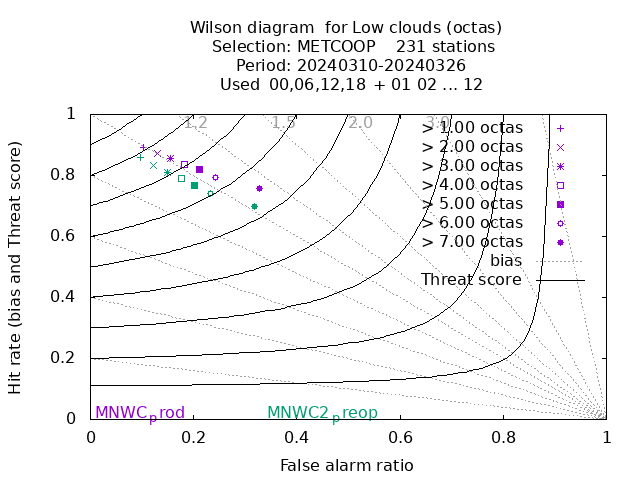 Wilson diagram  for Low clouds (octas)
Selection: METCOOP    231 stations
Period: 20240310-20240326
Used  00,06,12,18  + 01 02 ... 12
Hit rate (bias and Threat score)
1
0.8
0.6
0.4
0.2
0
1.2
1.5
2.0
3.0
> 1.00 octas
> 2.00 octas
> 3.00 octas
> 4.00 octas
> 5.00 octas
> 6.00 octas
> 7.00 octas
bias
Threat score
MNWCprod
MNWC2preop
0 0.2 0.4 0.6 0.8 1
False alarm ratio